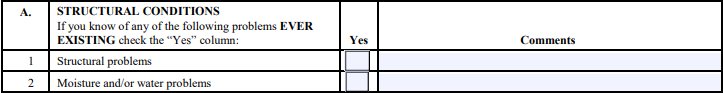 A. STRUCTURAL CONDITIONS
If you know of any of the following problems EVER
EXISTING check the “Yes” column: Yes Comments
1 Structural problems
2 Moisture and/or water problems